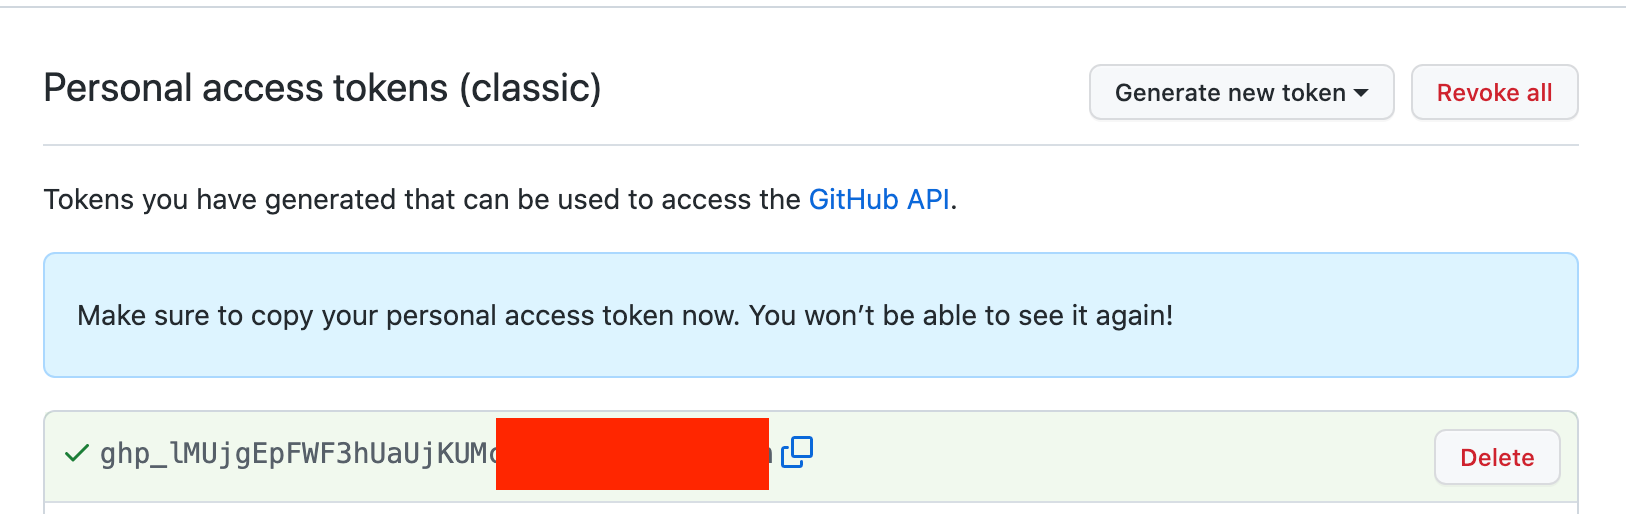 Personal access tokens (classic)
Generate new token
Revoke all
Tokens you have generated that can be used to access the GitHub API.
Make sure to copy your personal access token now. You won’t be able to see it again!
Delete